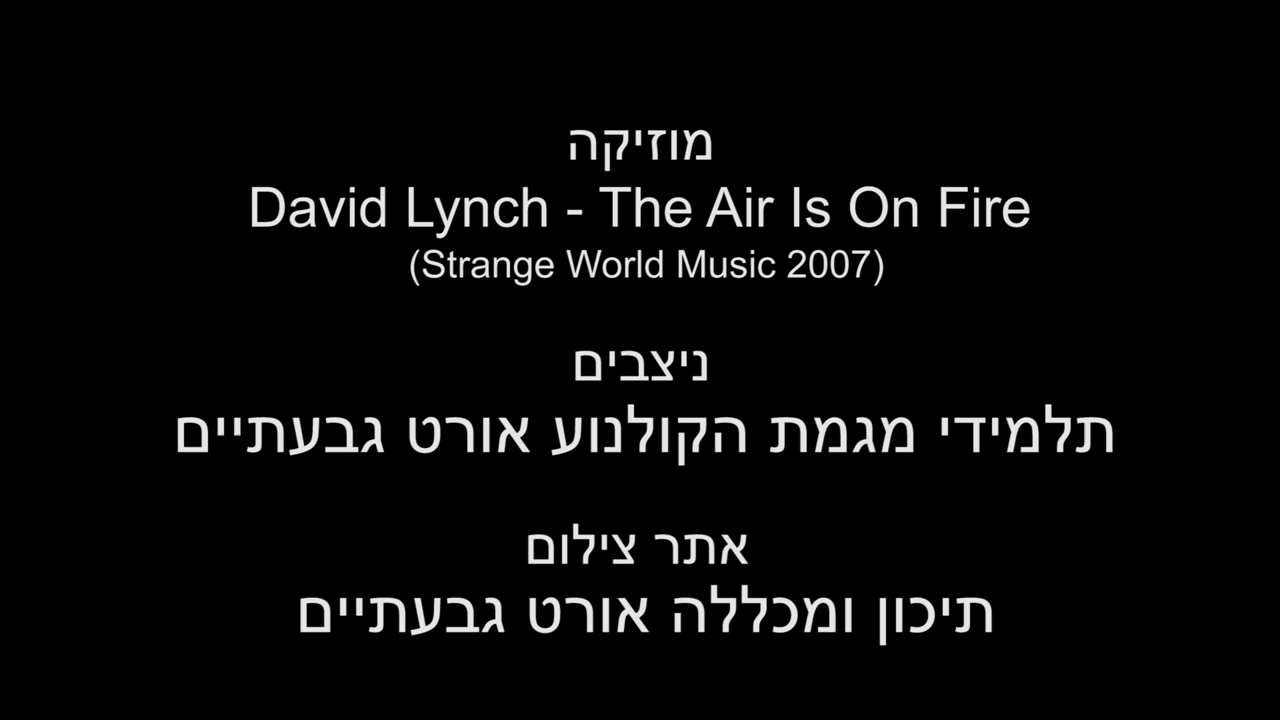 מוזיקה
David Lynch - The Air Is On Fire
(Strange World Music 2007)
ניצבים
תלמידי מגמת הקולנוע אורט גבעתיים
אתר צילום
תיכון ומכללה אורט גבעתיים